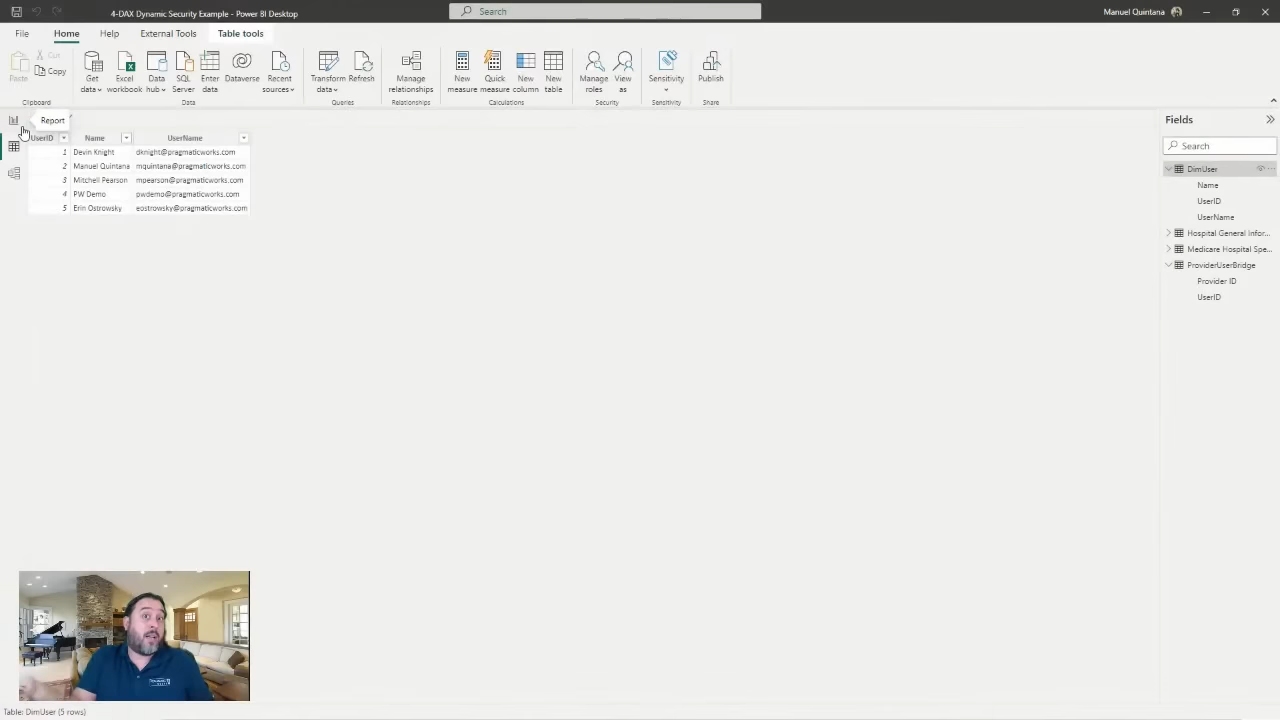 4-DAX Dynamic Security Example - Power BI Desktop
Search
Manuel Quintana
File
Home
Help
External Tools
Table tools
Paste
Cut
Copy
Get data
Excel workbook
Data hub
SQL Server
Enter data
Dataverse
Recent sources
Transform data
Refresh
Manage relationships
New measure
Quick measure
New column
New table
Manage roles
View as
Sensitivity
Publish
Clipboard
Data
Queries
Relationships
Calculations
Security
Sensitivity
Share
Report
UserID Name UserName
1 Devin Knight dknight@pragmaticworks.com
2 Manuel Quintana mquintana@pragmaticworks.com
3 Mitchell Pearson mpearson@pragmaticworks.com
4 PW Demo pwdemo@pragmaticworks.com
5 Erin Ostrowsky eostrowsky@pragmaticworks.com
Fields
Search
DimUser
Name
UserID
UserName
Hospital General Infor...
Medicare Hospital Spe...
ProviderUserBridge
Provider ID
UserID
Table: DimUser (5 rows)